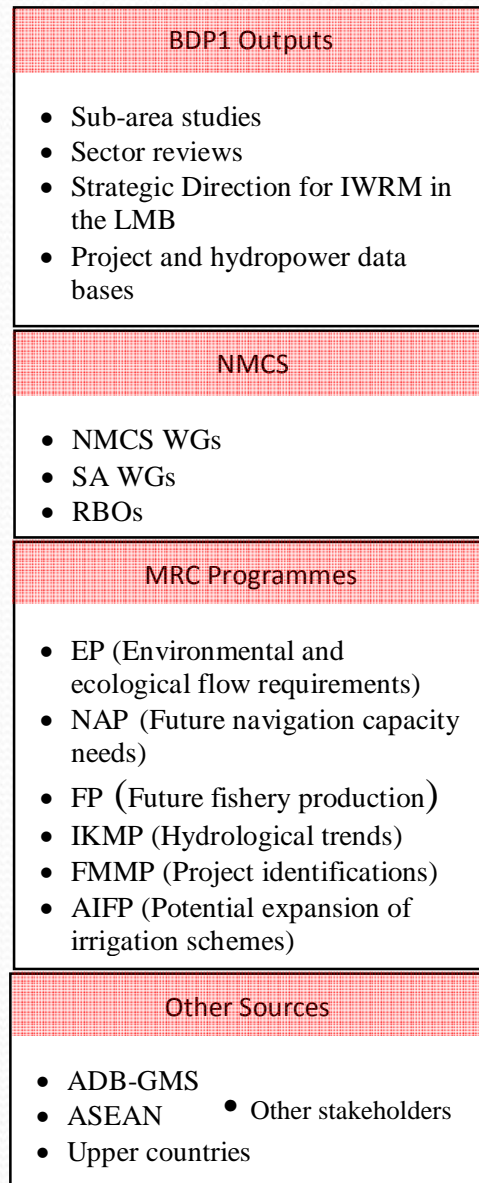 BDP1 Outputs
• Sub-area studies
• Sector reviews
• Strategic Direction for IWRM in
the LMB
• Project and hydropower data
bases
NMCS
• NMCS WGs
• SA WGs
• RBOs
MRC Programmes
• EP (Environmental and
ecological flow requirements)
• NAP (Future navigation capacity
needs)
• FP (Future fishery production)
• IKMP (Hydrological trends)
• FMMP (Project identifications)
• AIFP (Potential expansion of
irrigation schemes)
Other Sources
• ADB-GMS
• ASEAN • Other stakeholders
• Upper countries